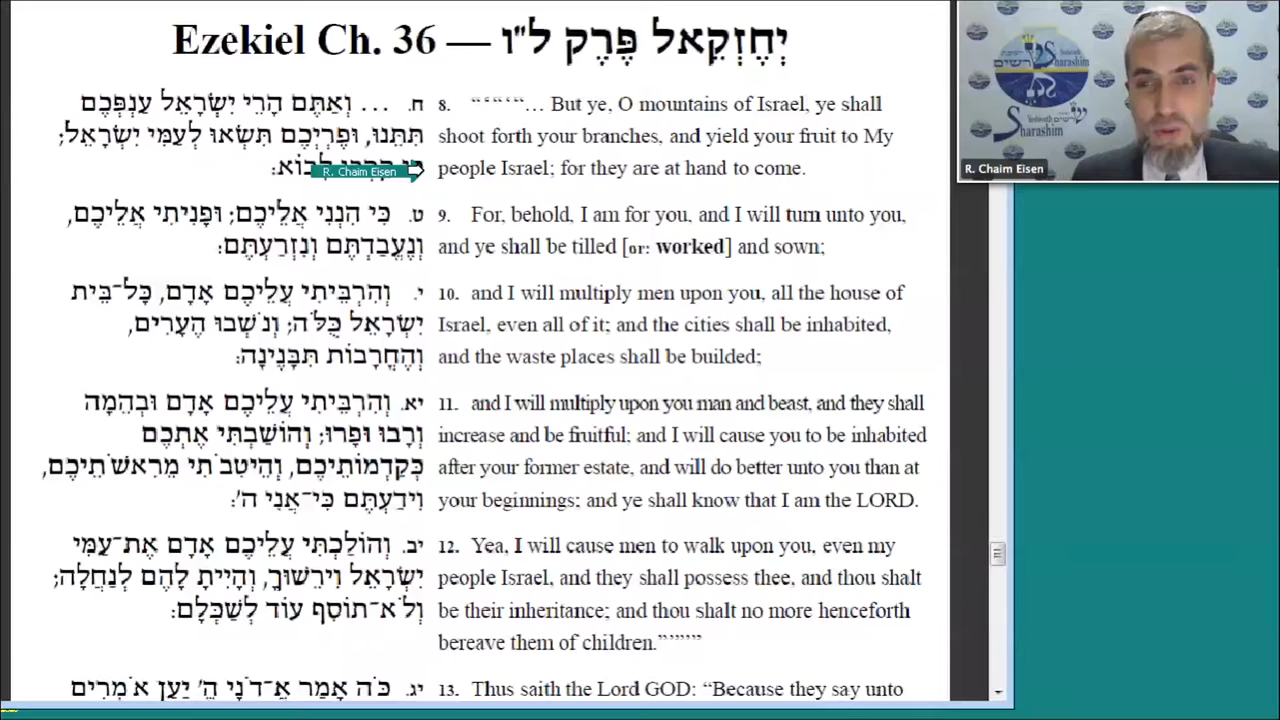 Ezekiel Ch. 36 — יְחֶזְקֵאל פֶּרֶק ל"ו
ח. ... וְאַתֶּם הָרֵי יִשְׂרָאֵל עַנְפְּכֶם
תִּתֵּנוּ, וּפֶרְיְכֶם תִּשְׂאוּ לְעַמִּי יִשְׂרָאֵל;
לָבוֹא:
R. Chaim Eisen
ט. כִּי הִנְנִי אֲלֵיכֶם; וּפָנִיתִי אֲלֵיכֶם,
וְנֶעֱבַדְתֶּם וְנִזְרַעְתֶּם:
י. וְהִרְבֵּיתִי עֲלֵיכֶם אָדָם, כָּל־בֵּית
יִשְׂרָאֵל כֻּלֹּה; וְנֹשְׁבוּ הֶעָרִים,
וְהֶחֳרָבוֹת תִּבָּנֶינָה:
יא. וְהִרְבֵּיתִי עֲלֵיכֶם אָדָם וּבְהֵמָה
וְרָבוּ וּפָרוּ; וְהוֹשַׁבְתִּי אֶתְכֶם
כְּקַדְמוֹתֵיכֶם, וְהֵיטִבֹתִי מֵרִאשֹׁתֵיכֶם,
וִידַעְתֶּם כִּי־אֲנִי ה':
יב. וְהוֹלַכְתִּי עֲלֵיכֶם אָדָם אֶת־עַמִּי
יִשְׂרָאֵל וִירֵשׁוּךָ, וְהָיִיתָ לָהֶם לְנַחֲלָה;
וְלֹא־תוֹסִף עוֹד לְשַׁכְּלָם:
יג. כֹּה אָמַר אֲ־דֹנָי ה' יַעַן אֹמְרִים
8. “‘“‘“‘... But ye, O mountains of Israel, ye shall
shoot forth your branches, and yield your fruit to My
people Israel; for they are at hand to come.
9. For, behold, I am for you, and I will turn unto you,
and ye shall be tilled [or: worked] and sown;
10. and I will multiply men upon you, all the house of
Israel, even all of it; and the cities shall be inhabited,
and the waste places shall be builded;
11. and I will multiply upon you man and beast, and they shall
increase and be fruitful; and I will cause you to be inhabited
after your former estate, and will do better unto you than at
your beginnings; and ye shall know that I am the LORD.
12. Yea, I will cause men to walk upon you, even my
people Israel, and they shall possess thee, and thou shalt
be their inheritance; and thou shalt no more henceforth
bereave them of children.”’”’”’
13. Thus saith the Lord GOD: “Because they say unto
שרשים
Yeshivath
Sharashim
R. Chaim Eisen